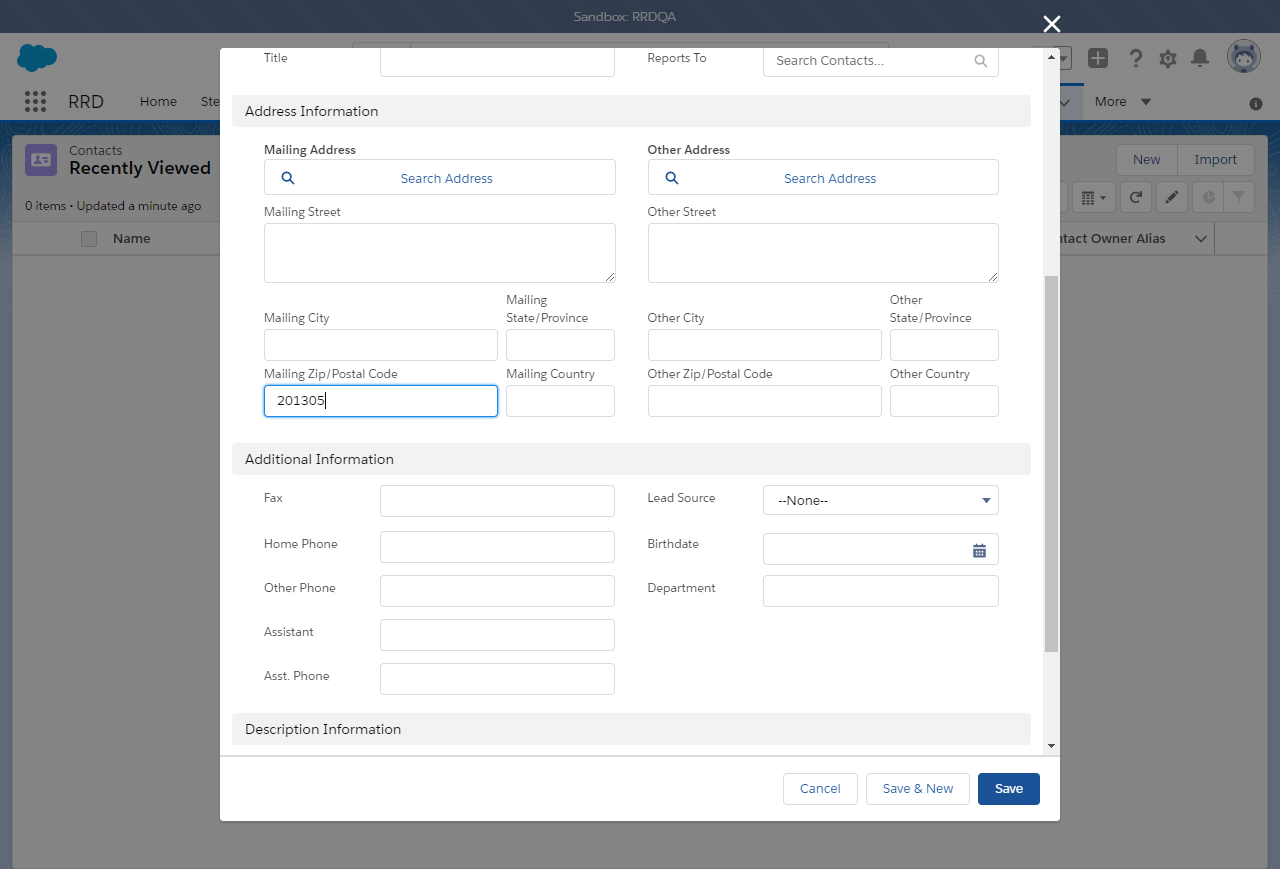 Sandbox: RRDQA
RRD
Home
More
Contacts
Recently Viewed
New
Import
0 items • Updated a minute ago
Name
Owner Alias
Title
Reports To
Search Contacts...
Address Information
Mailing Address
Other Address
Search Address
Search Address
Mailing Street
Other Street
Mailing City
Mailing
State/Province
Other City
Other
State/Province
Mailing Zip/Postal Code
Mailing Country
Other Zip/Postal Code
Other Country
201305
Additional Information
Fax
Lead Source
--None--
Home Phone
Birthdate
Other Phone
Department
Assistant
Asst. Phone
Description Information
Cancel
Save & New
Save